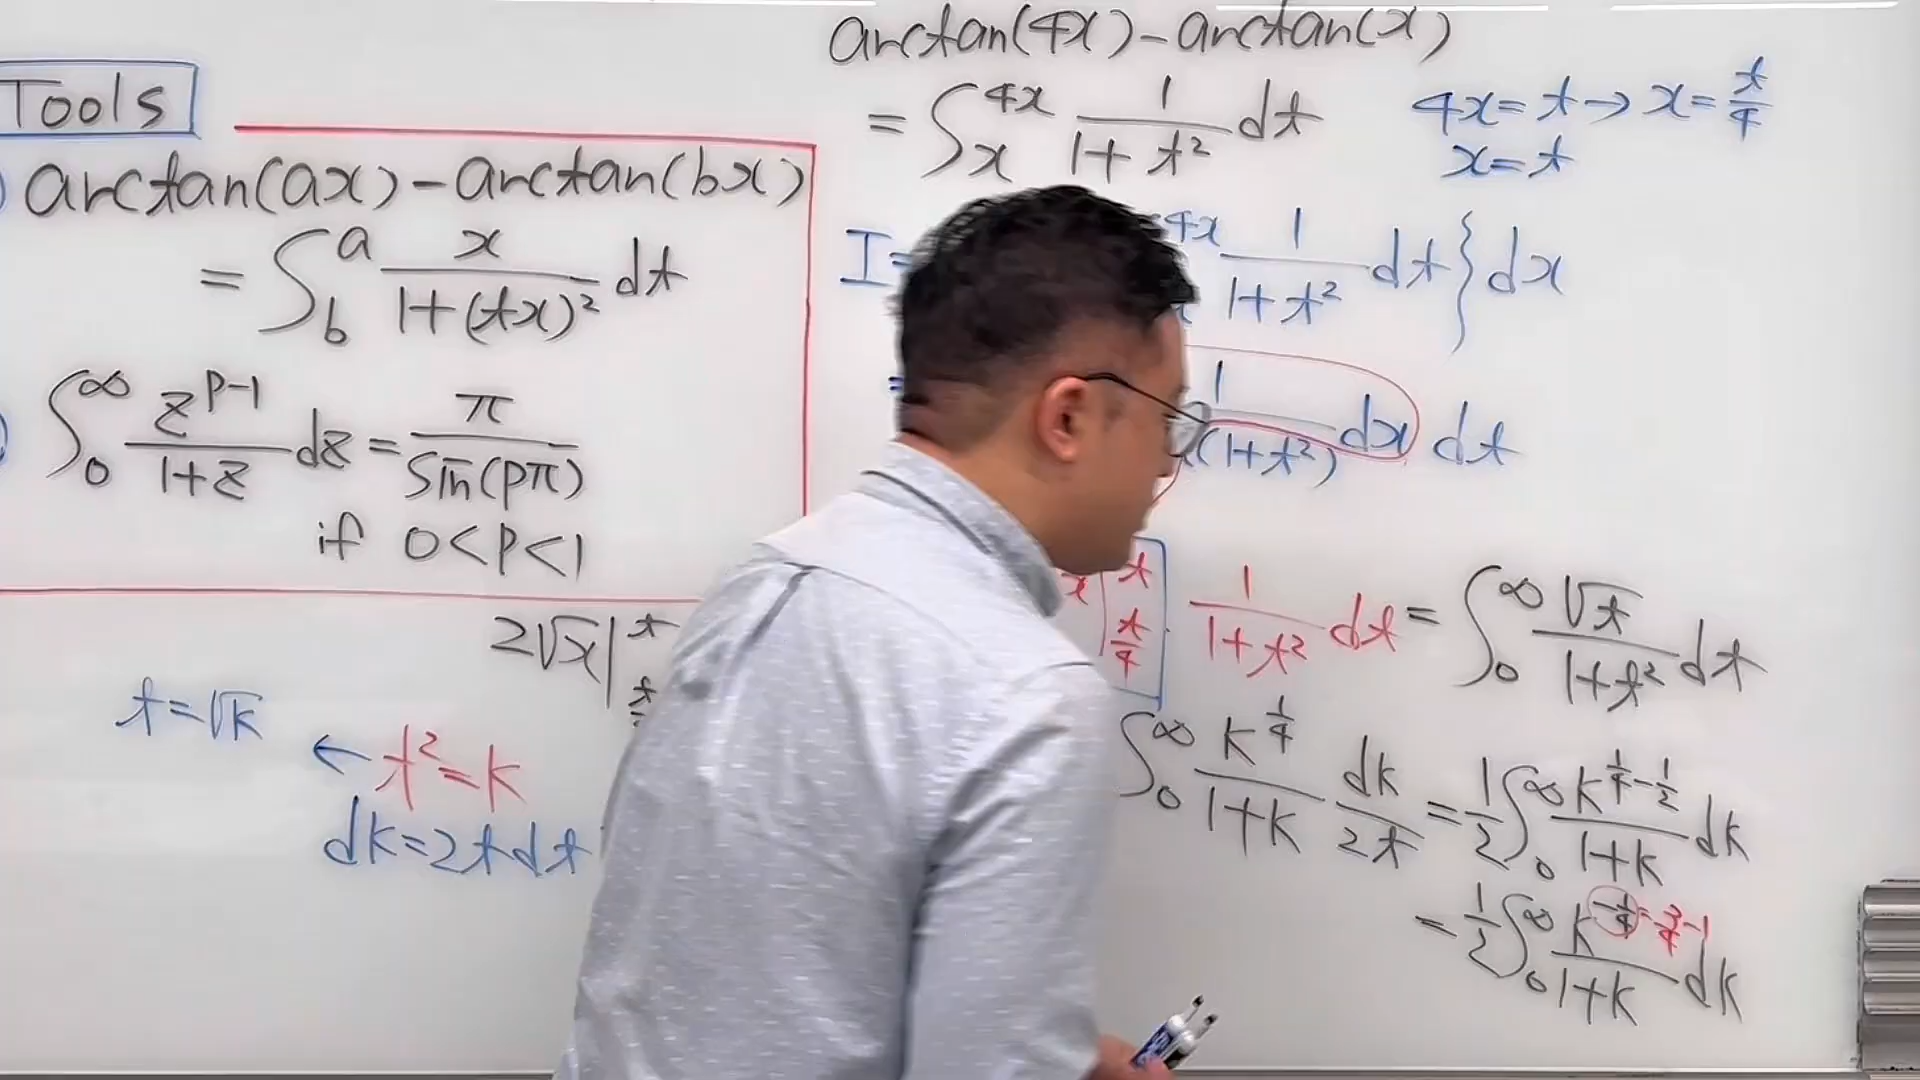 Tools
arctan(ax)-arctan(bx)
= ∫_b^a x/(1+(tx)²) dt
∫_0^∞ z^(p-1)/(1+z) dz = π/sin(pπ)
if 0<p<1
2√x |^t
t=√k
← t²=k
dk=2tdt
arctan(4x)-arctan(x)
= ∫_x^4x 1/(1+t²) dt
4x=t→x=t/4
x=t
I=
4x 1/(1+t²) dt} dx
=
1/(1+t²) dx dt
x |_(t/4)^t 1/(1+t²) dt = ∫_0^∞ √t/(1+t²) dt
∫_0^∞ k^(1/4)/(1+k) dk/2t = 1/2 ∫_0^∞ k^(1/4-1/2)/(1+k) dk
= 1/2 ∫_0^∞ k^(-1/4=3/4-1)/(1+k) dk